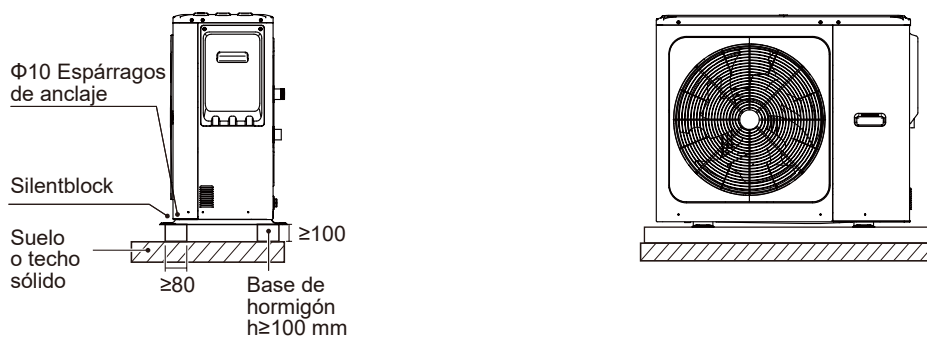 Φ10 Espárragos
de anclaje
Silentblock
Suelo
o techo
sólido
≥100
≥80
Base de
hormigón
h≥100 mm